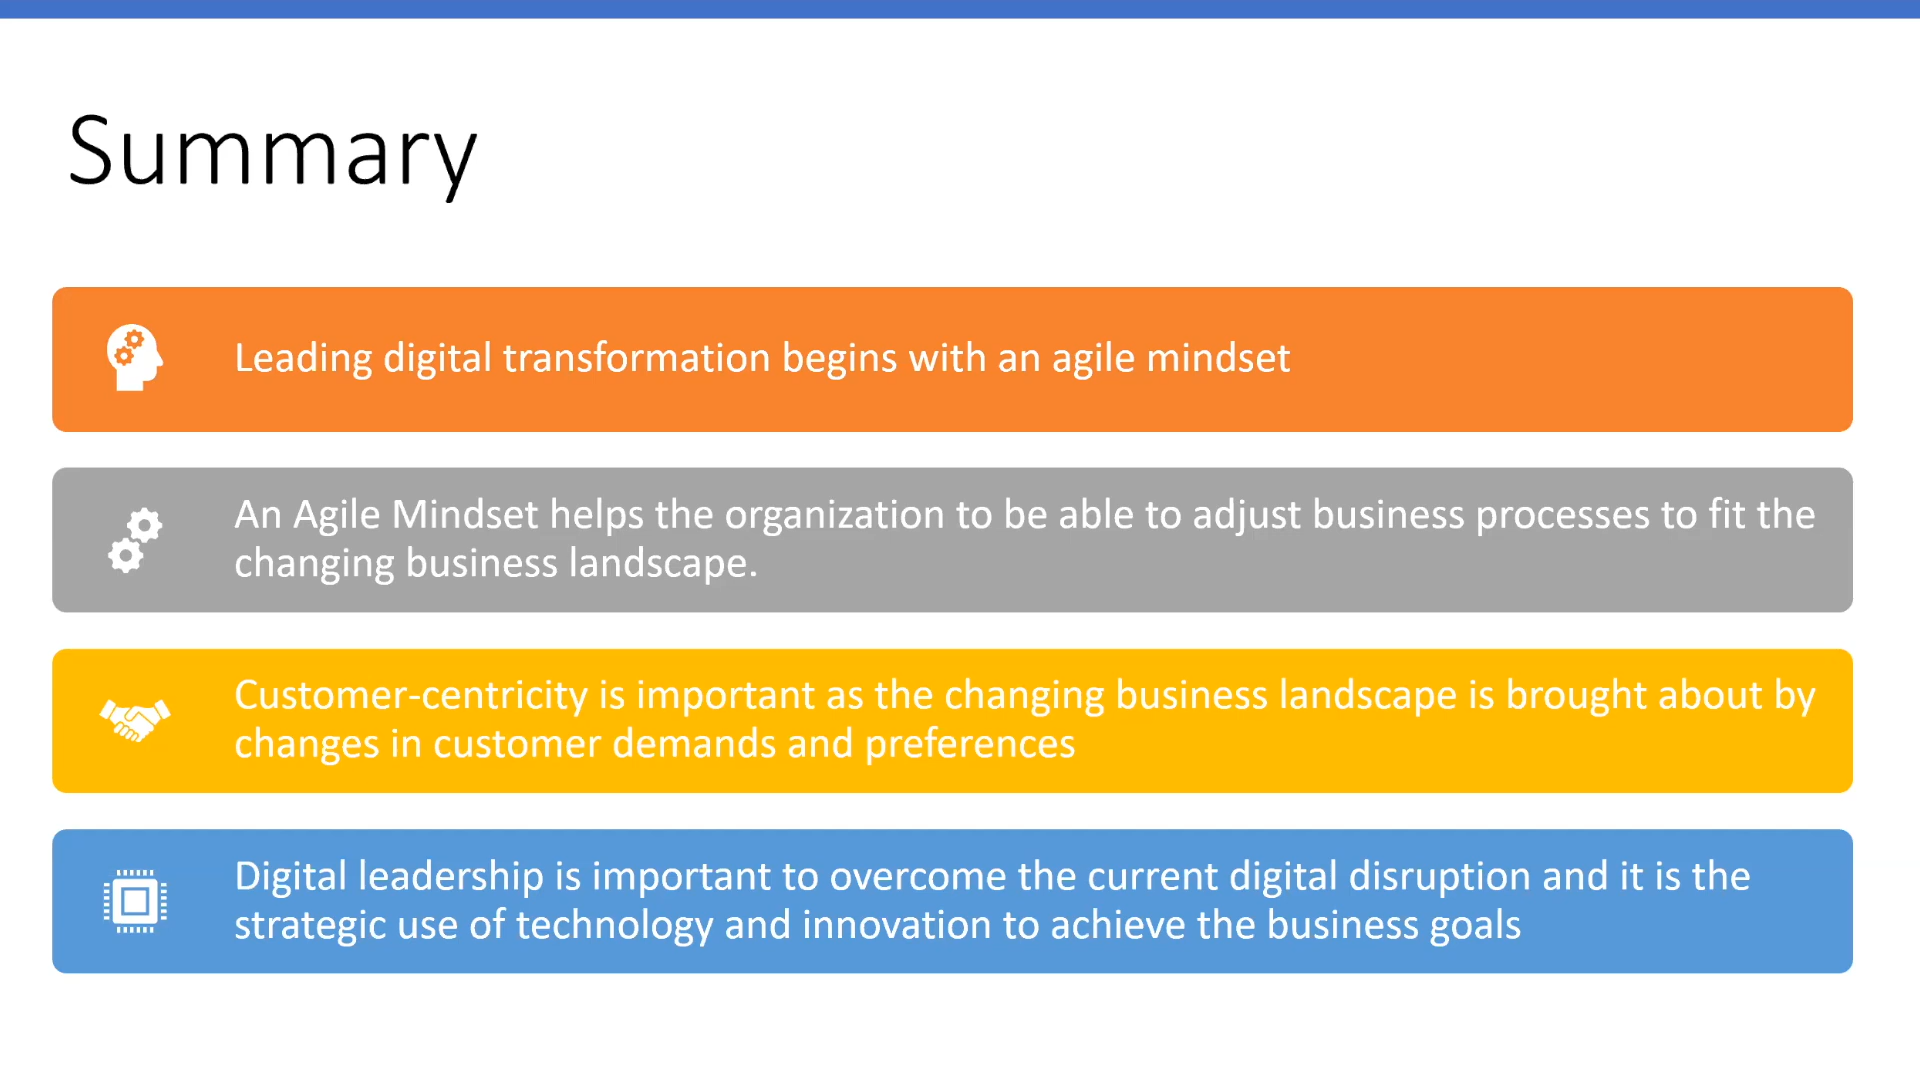 Summary
Leading digital transformation begins with an agile mindset
An Agile Mindset helps the organization to be able to adjust business processes to fit the
changing business landscape.
Customer-centricity is important as the changing business landscape is brought about by
changes in customer demands and preferences
Digital leadership is important to overcome the current digital disruption and it is the
strategic use of technology and innovation to achieve the business goals